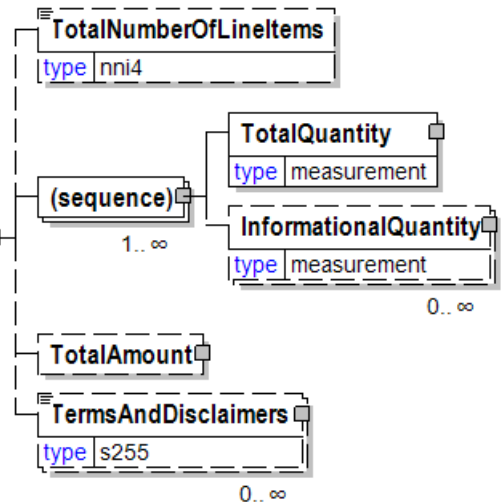 TotalNumberOfLineItems
type nni4
TotalQuantity
type measurement
(sequence)
1.. ∞
InformationalQuantity
type measurement
0.. ∞
TotalAmount
TermsAndDisclaimers
type s255
0.. ∞